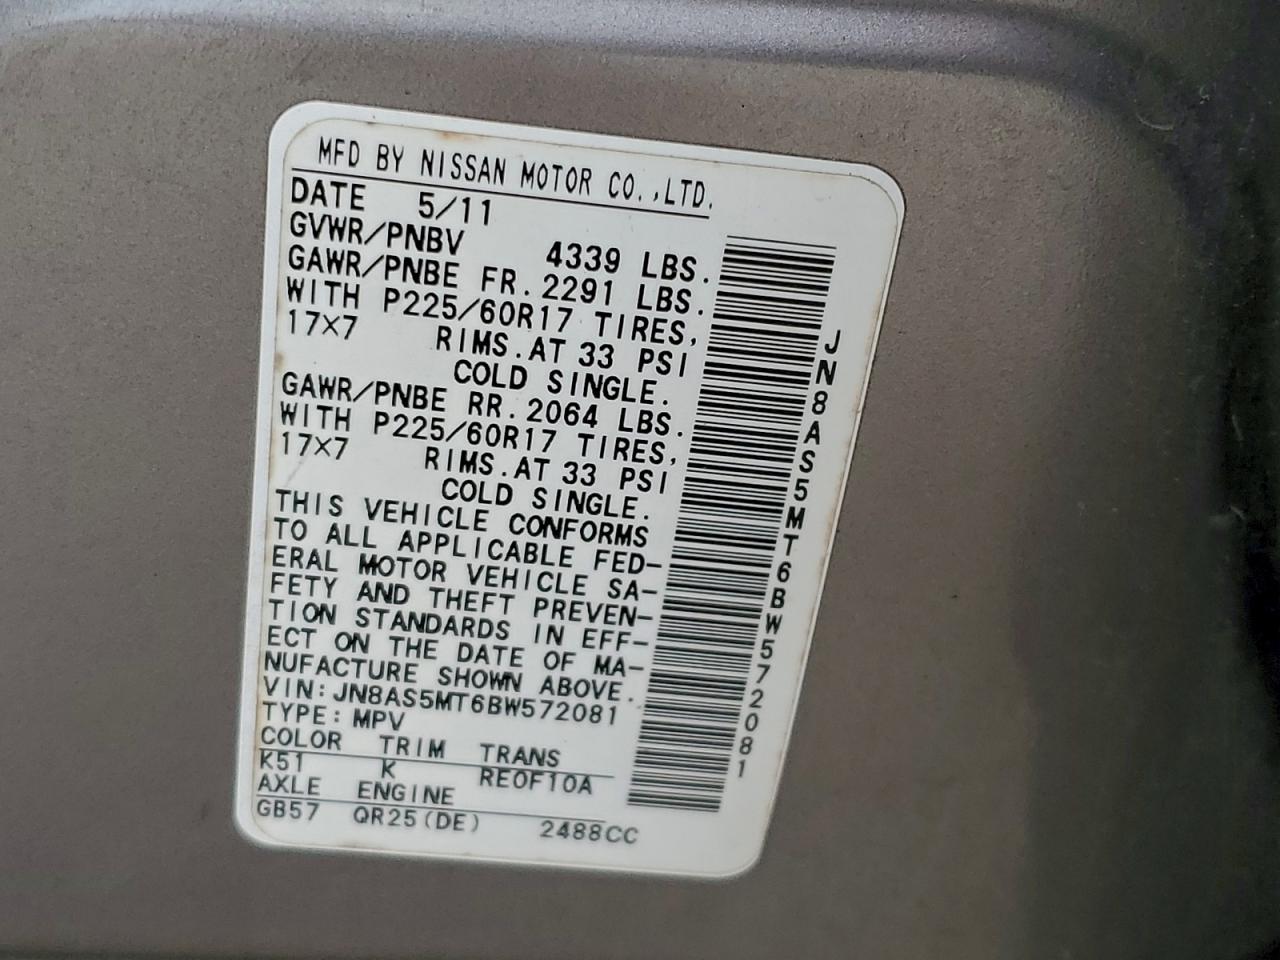 MFD BY NISSAN MOTOR CO.,LTD.
DATE 5/11
GVWR/PNBV 4339 LBS.
GAWR/PNBE FR. 2291 LBS.
WITH P225/60R17 TIRES,
17X7 RIMS. AT 33 PSI
COLD SINGLE.
GAWR/PNBE RR. 2064 LBS.
WITH P225/60R17 TIRES,
17X7 RIMS. AT 33 PSI
COLD SINGLE.
THIS VEHICLE CONFORMS
TO ALL APPLICABLE FED-
ERAL MOTOR VEHICLE SA-
FETY AND THEFT PREVEN-
TION STANDARDS IN EFF-
ECT ON THE DATE OF MA-
NUFACTURE SHOWN ABOVE.
VIN: JN8AS5MT6BW572081
TYPE: MPV
COLOR TRIM TRANS
K51 K RE0F10A
AXLE ENGINE
GB57 QR25(DE) 2488CC
JN8AS5MT6BW572081